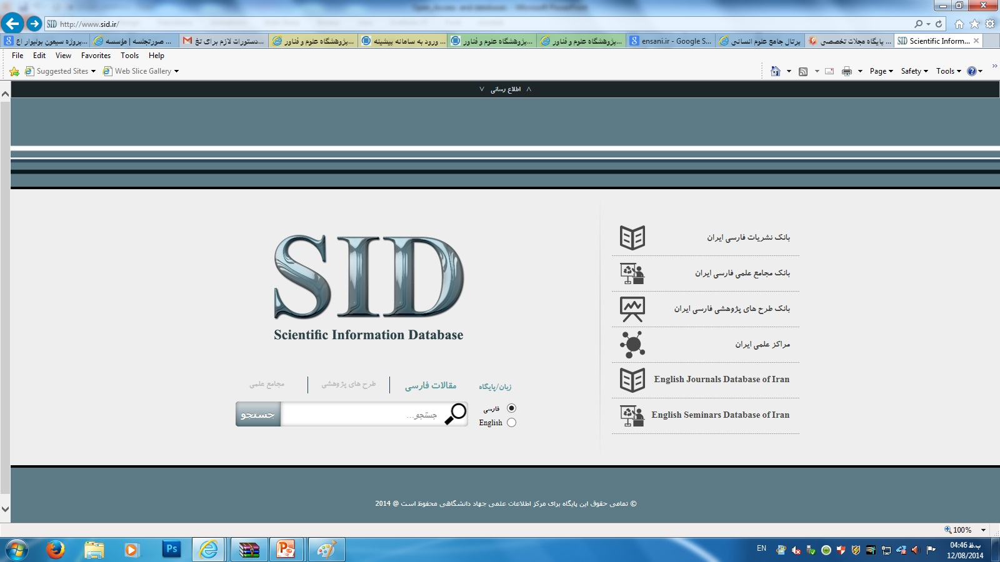 http://www.sid.ir/
پروژه سیعون بولیوار اع...
صورتجلسه | مؤسسه ...
دستورات لازم برای تغ...
پژوهشگاه علوم و فناور...
ورود به سامانه پیشینه ...
پژوهشگاه علوم و فناور...
پژوهشگاه علوم و فناور...
ensani.ir - Google S...
پرتال جامع علوم انسانی ...
پایگاه مجلات تخصصی ...
SID Scientific Inform...
File Edit View Favorites Tools Help
Suggested Sites Web Slice Gallery Page Safety Tools
اطلاع رسانی
SID
Scientific Information Database
زبان/پایگاه
مقالات فارسی
طرح های پژوهشی
مجامع علمی
فارسی
English
جستجو...
جستجو
بانک نشریات فارسی ایران
بانک مجامع علمی فارسی ایران
بانک طرح های پژوهشی فارسی ایران
مراکز علمی ایران
English Journals Database of Iran
English Seminars Database of Iran
© تمامی حقوق این پایگاه برای مرکز اطلاعات علمی جهاد دانشگاهی محفوظ است @ 2014
100%
Ps
EN
04:46 ب.ظ
12/08/2014